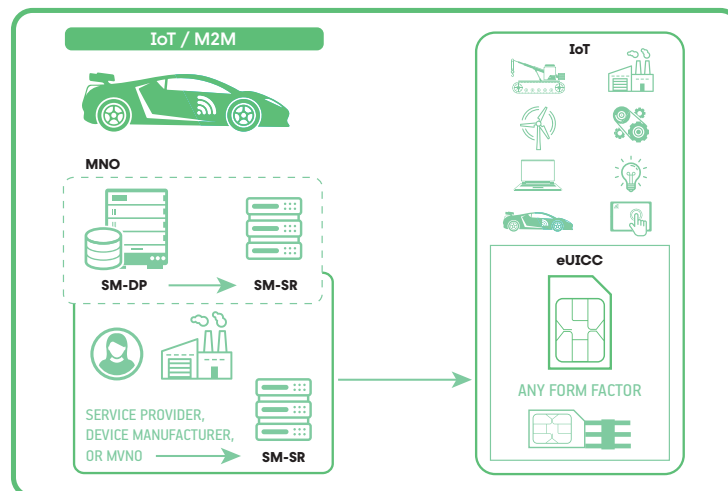 IoT / M2M
MNO
SM-DP
SM-SR
SERVICE PROVIDER,
DEVICE MANUFACTURER,
OR MVNO
SM-SR
IoT
eUICC
ANY FORM FACTOR